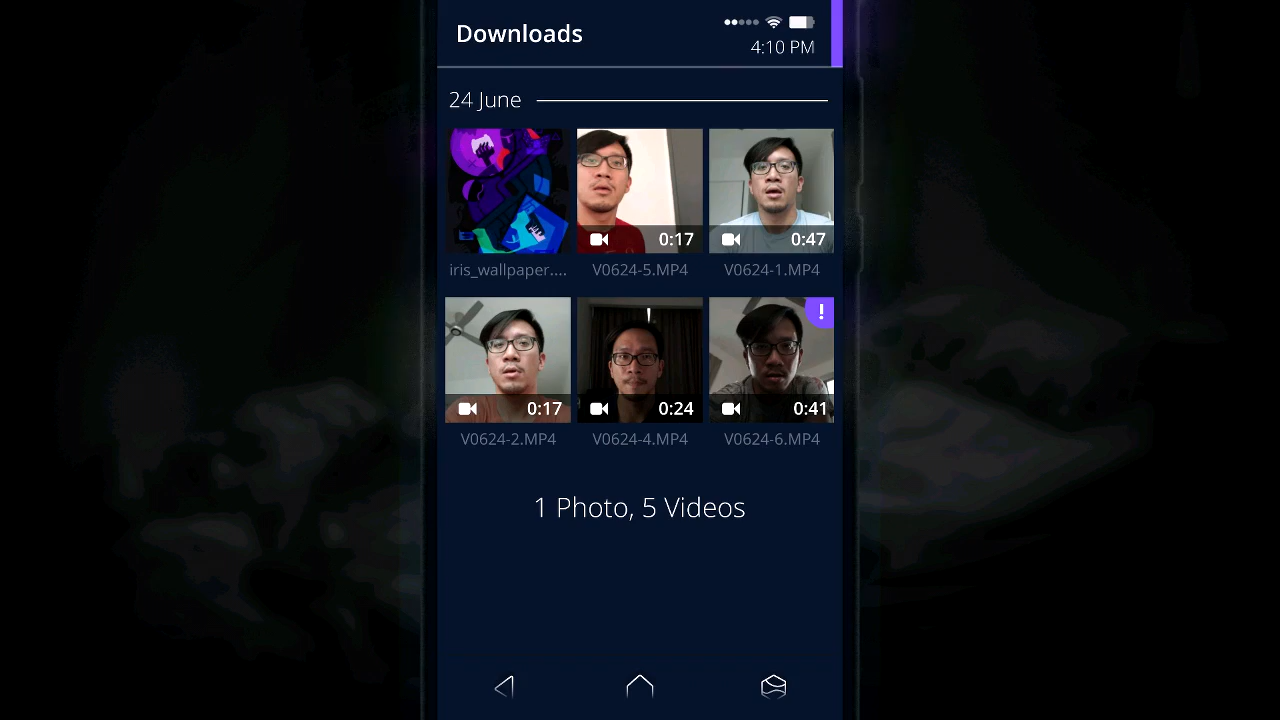 Downloads
4:10 PM
24 June
0:17
0:47
iris_wallpaper....
V0624-5.MP4
V0624-1.MP4
!
0:17
0:24
0:41
V0624-2.MP4
V0624-4.MP4
V0624-6.MP4
1 Photo, 5 Videos